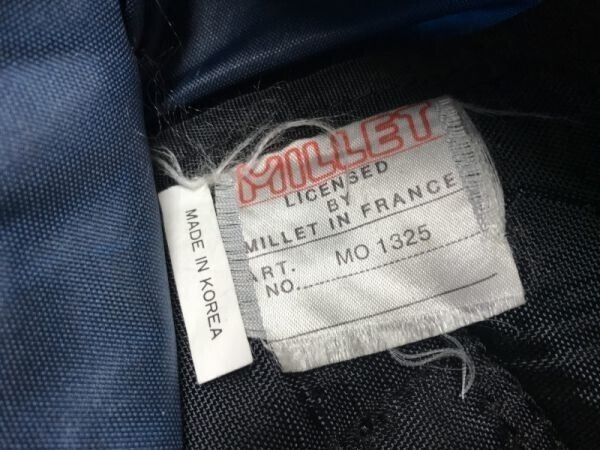 MILLET
LICENSED
BY
MILLET IN FRANCE
ART. MO 1325
NO.
MADE IN KOREA